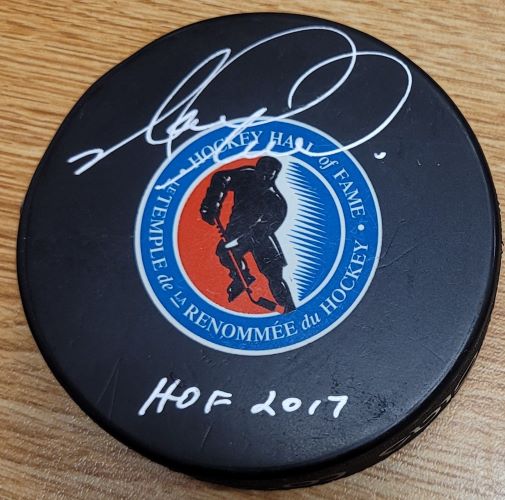 HOCKEY HALL of FAME •
LE TEMPLE de LA RENOMMÉE du HOCKEY
HOF 2017